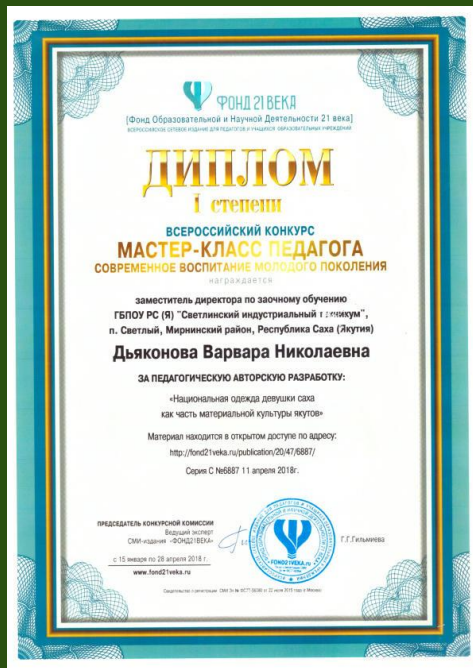 ФОНД 21 ВЕКА
[Фонд Образовательной и Научной Деятельности 21 века]
ВСЕРОССИЙСКОЕ СЕТЕВОЕ ИЗДАНИЕ ДЛЯ ПЕДАГОГОВ И УЧАЩИХСЯ ОБРАЗОВАТЕЛЬНЫХ УЧРЕЖДЕНИЙ
ДИПЛОМ
I степени
ВСЕРОССИЙСКИЙ КОНКУРС
МАСТЕР-КЛАСС ПЕДАГОГА
СОВРЕМЕННОЕ ВОСПИТАНИЕ МОЛОДОГО ПОКОЛЕНИЯ
награждается
заместитель директора по заочному обучению
ГБПОУ РС (Я) "Светлинский индустриальный техникум",
п. Светлый, Мирнинский район, Республика Саха (Якутия)
Дьяконова Варвара Николаевна
ЗА ПЕДАГОГИЧЕСКУЮ АВТОРСКУЮ РАЗРАБОТКУ:
«Национальная одежда девушки саха
как часть материальной культуры якутов»
Материал находится в открытом доступе по адресу:
http://fond21veka.ru/publication/20/47/6887/
Серия С №6887 11 апреля 2018г.
ПРЕДСЕДАТЕЛЬ КОНКУРСНОЙ КОМИССИИ
Ведущий эксперт
СМИ-издания «ФОНД21ВЕКА»
Г.Г.Гельмиева
с 15 января по 28 апреля 2018 г.
www.fond21veka.ru
FOND21VEKA.ru